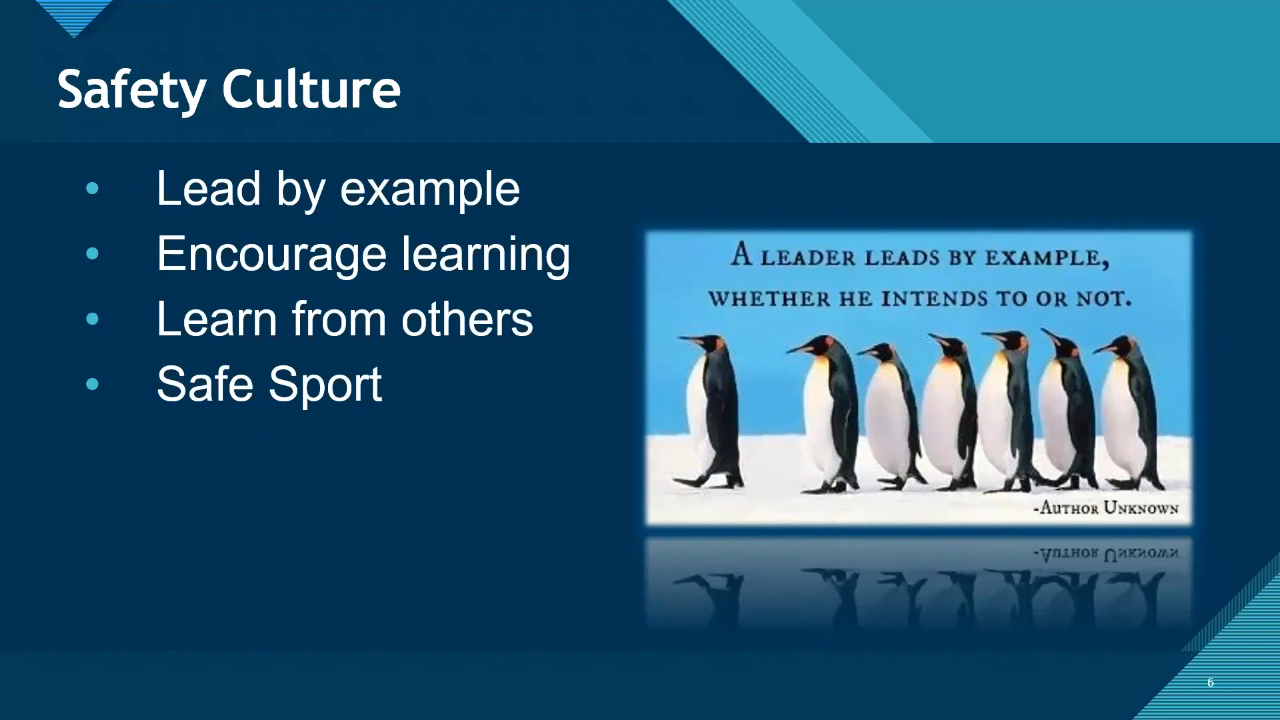 Safety Culture
• Lead by example
• Encourage learning
• Learn from others
• Safe Sport
A LEADER LEADS BY EXAMPLE,
WHETHER HE INTENDS TO OR NOT.
-AUTHOR UNKNOWN
6